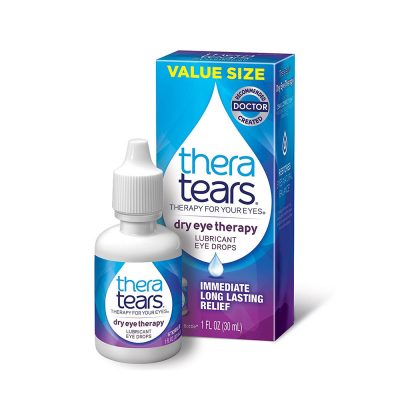 VALUE SIZE
RECOMMENDED
DOCTOR
CREATED
thera
tears®
THERAPY FOR YOUR EYES®
dry eye therapy
LUBRICANT
EYE DROPS
IMMEDIATE
LONG LASTING
RELIEF
1 FL OZ (30 mL)
thera
tears®
THERAPY FOR YOUR EYES®
dry eye therapy
LUBRICANT
EYE DROPS